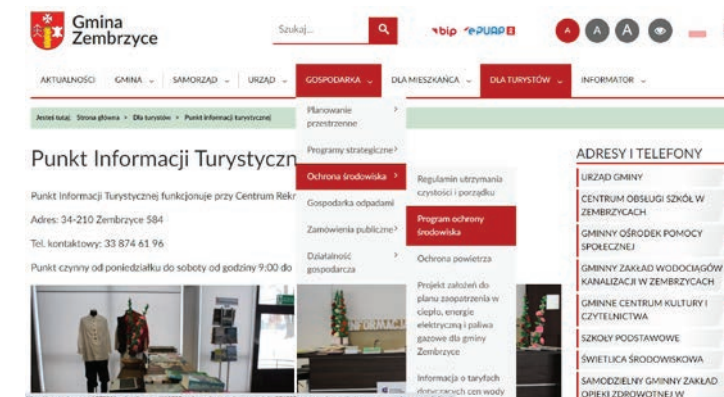 Gmina
Zembrzyce
Szukaj...
bip
ePUAP
A A A
AKTUALNOŚCI GMINA SAMORZĄD URZĄD GOSPODARKA DLA MIESZKAŃCA DLA TURYSTÓW INFORMATOR
Jesteś tutaj: Strona główna > Dla turystów > Punkt informacji turystycznej
Punkt Informacji Turystyczn
Punkt Informacji Turystycznej funkcjonuje przy Centrum Rekr
Adres: 34-210 Zembrzyce 584
Tel. kontaktowy: 33 874 61 96
Punkt czynny od poniedziałku do soboty od godziny 9:00 do
Planowanie
przestrzenne
Programy strategiczne
Ochrona środowiska
Gospodarka odpadami
Zamówienia publiczne
Działalność
gospodarcza
Regulamin utrzymania
czystości i porządku
Program ochrony
środowiska
Ochrona powietrza
Projekt założeń do
planu zaopatrzenia w
ciepło, energie
elektryczną i paliwa
gazowe dla gminy
Zembrzyce
Informacja o taryfach
dotyczących cen wody
INFORMAC
ADRESY I TELEFONY
URZĄD GMINY
CENTRUM OBSŁUGI SZKÓŁ W
ZEMBRZYCACH
GMINNY OŚRODEK POMOCY
SPOŁECZNEJ
GMINNY ZAKŁAD WODOCIĄGÓW
KANALIZACJI W ZEMBRZYCACH
GMINNE CENTRUM KULTURY I
CZYTELNICTWA
SZKOŁY PODSTAWOWE
ŚWIETLICA ŚRODOWISKOWA
SAMODZIELNY GMINNY ZAKŁAD
OPIEKI ZDROWOTNEJ W